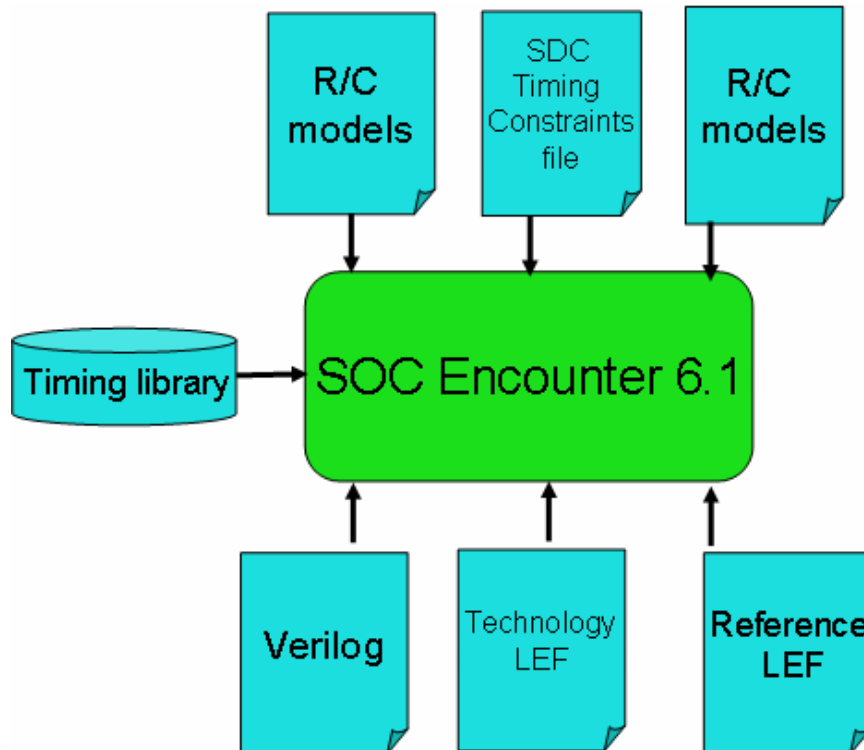 R/C
models
SDC
Timing
Constraints
file
R/C
models
Timing library
SOC Encounter 6.1
Verilog
Technology
LEF
Reference
LEF